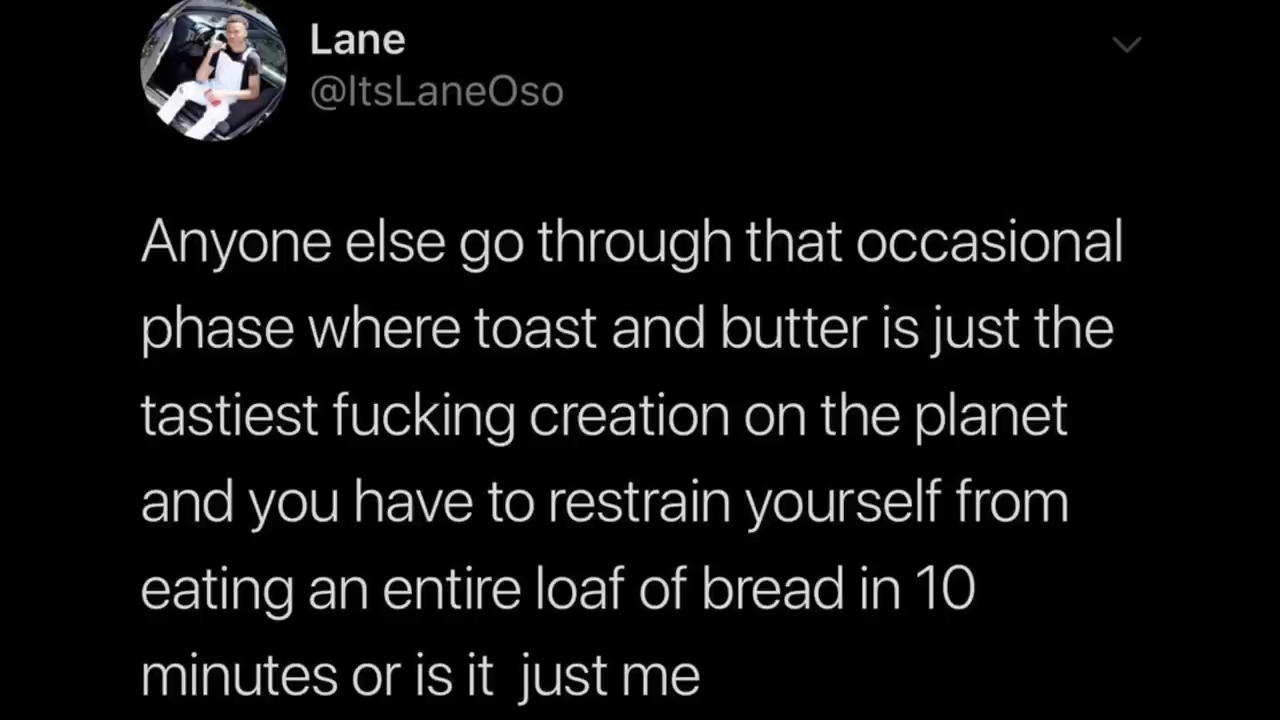 Lane
@ItsLaneOso
Anyone else go through that occasional
phase where toast and butter is just the
tastiest fucking creation on the planet
and you have to restrain yourself from
eating an entire loaf of bread in 10
minutes or is it  just me